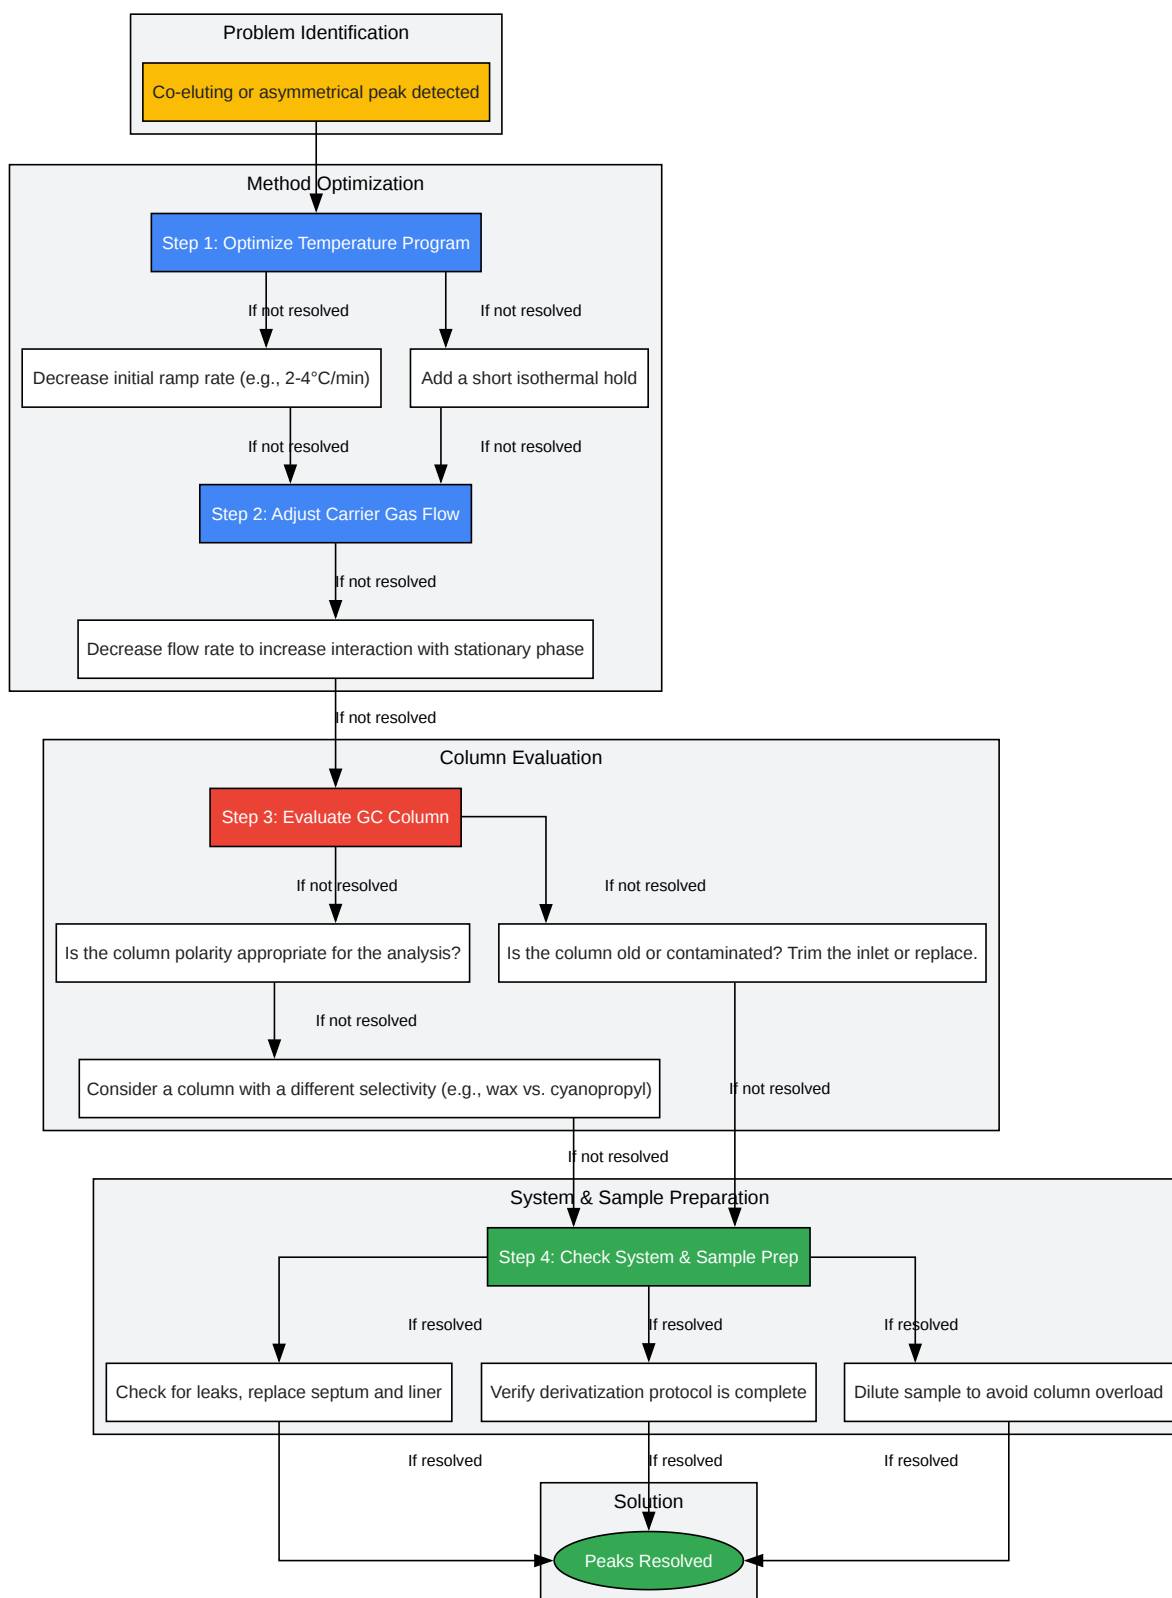 Problem Identification
Co-eluting or asymmetrical peak detected
Method Optimization
Step 1: Optimize Temperature Program
If not resolved
If not resolved
Decrease initial ramp rate (e.g., 2-4°C/min)
Add a short isothermal hold
If not resolved
If not resolved
Step 2: Adjust Carrier Gas Flow
If not resolved
Decrease flow rate to increase interaction with stationary phase
If not resolved
Column Evaluation
Step 3: Evaluate GC Column
If not resolved
If not resolved
Is the column polarity appropriate for the analysis?
Is the column old or contaminated? Trim the inlet or replace.
If not resolved
Consider a column with a different selectivity (e.g., wax vs. cyanopropyl)
If not resolved
If not resolved
System & Sample Preparation
Step 4: Check System & Sample Prep
If resolved
If resolved
If resolved
Check for leaks, replace septum and liner
Verify derivatization protocol is complete
Dilute sample to avoid column overload
If resolved
If resolved
If resolved
Solution
Peaks Resolved